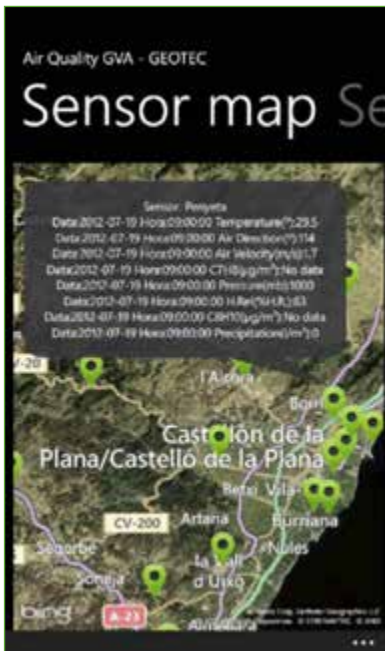 Air Quality GVA - GEOTEC
Sensor map Se
Sensor: Penyeta
Data:2012-07-19 Hora:09:00:00 Temperature(º):29.5
Data:2012-07-19 Hora:09:00:00 Air Direction(º):114
Data:2012-07-19 Hora:09:00:00 Air Velocity(m/s):1.7
Data:2012-07-19 Hora:09:00:00 C7H8(µg/m³):No data
Data:2012-07-19 Hora:09:00:00 Pressure(mb):1000
Data:2012-07-19 Hora:09:00:00 H.Rel(%H.R.):63
Data:2012-07-19 Hora:09:00:00 C8H10(µg/m³):No data
Data:2012-07-19 Hora:09:00:00 Precipitation(l/m²):0
V-20
l'Alcora
Borri
Castellón de la
Plana/Castelló de la Plana
Betxí Vila-
CV-200
Artana
Burriana
Segorbe
Nules
la Vall
d'Uixó
Soneja
bing
A-23
Almenara